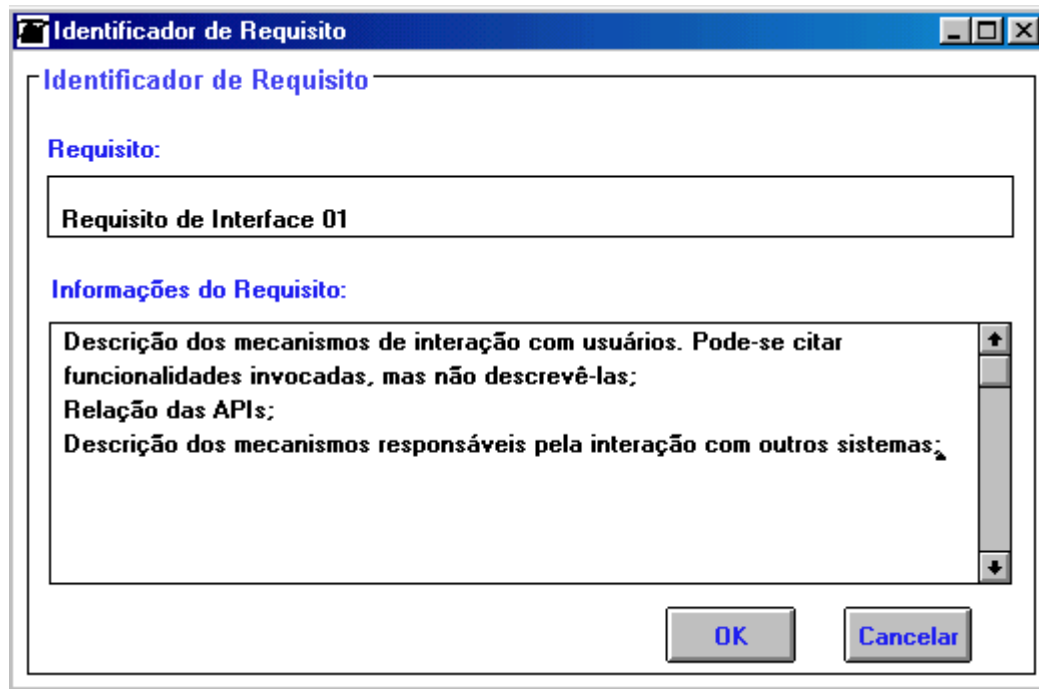 Identificador de Requisito
Identificador de Requisito
Requisito:
Requisito de Interface 01
Informações do Requisito:
Descrição dos mecanismos de interação com usuários. Pode-se citar
funcionalidades invocadas, mas não descrevê-las;
Relação das APIs;
Descrição dos mecanismos responsáveis pela interação com outros sistemas;
OK
Cancelar